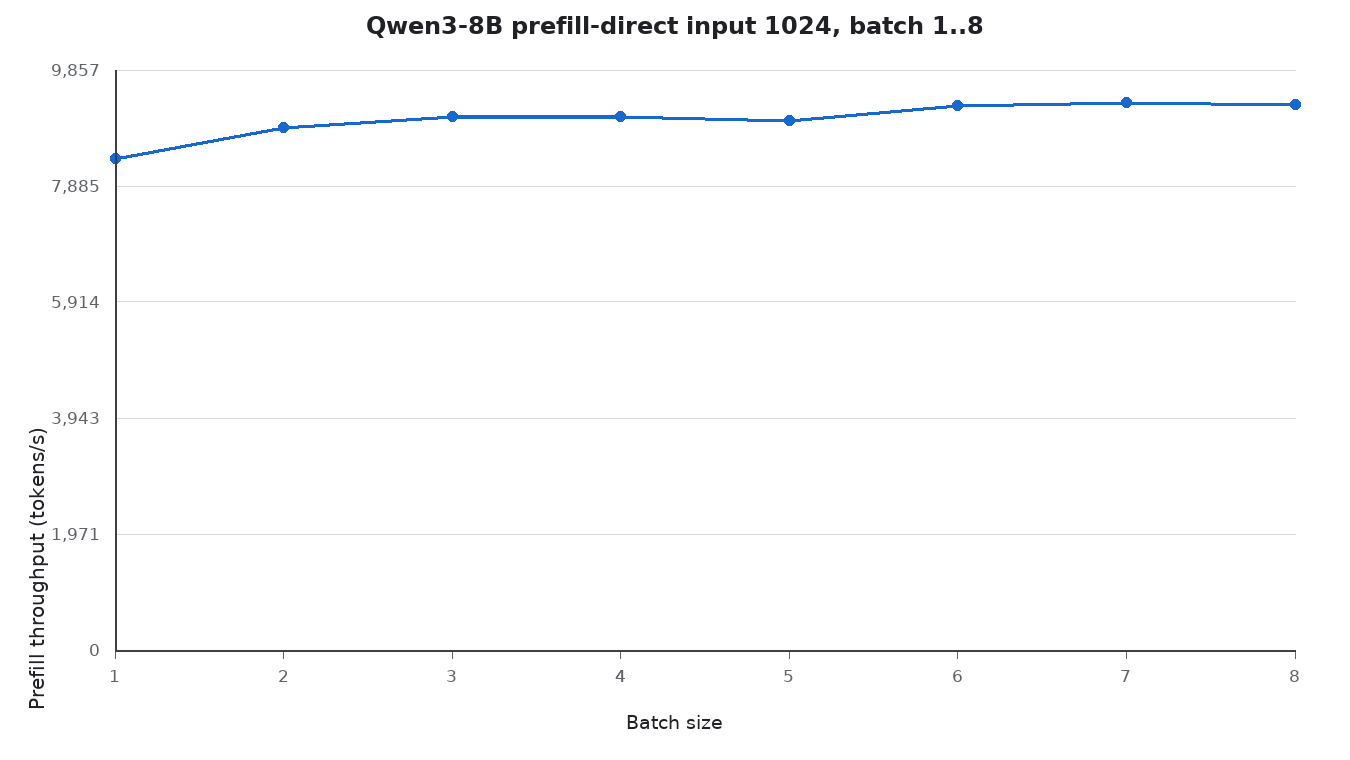 Qwen3-8B prefill-direct input 1024, batch 1..8
9,857
7,885
5,914
3,943
1,971
0
Prefill throughput (tokens/s)
1 2 3 4 5 6 7 8
Batch size